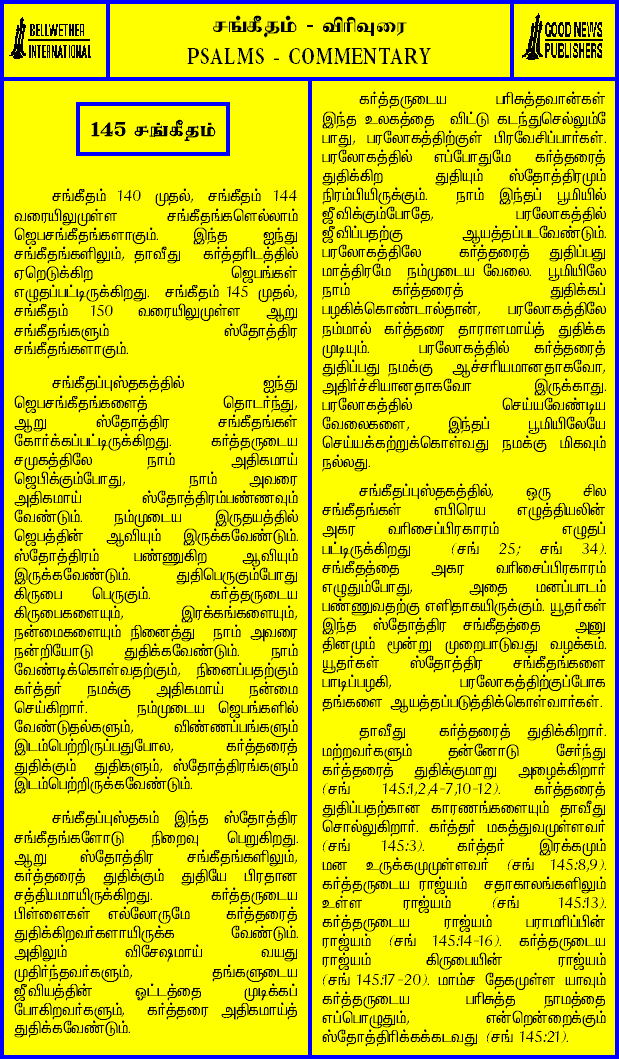 BELLWETHER
INTERNATIONAL
சங்கீதம் - விரிவுரை
PSALMS - COMMENTARY
GOOD NEWS
PUBLISHERS
145 சங்கீதம்
சங்கீதம் 140 முதல், சங்கீதம் 144
வரையிலுமுள்ள சங்கீதங்களெல்லாம்
ஜெபசங்கீதங்களாகும். இந்த ஐந்து
சங்கீதங்களிலும், தாவீது கர்த்தரிடத்தில்
ஏறெடுக்கிற ஜெபங்கள்
எழுதப்பட்டிருக்கிறது. சங்கீதம் 145 முதல்,
சங்கீதம் 150 வரையிலுமுள்ள ஆறு
சங்கீதங்களும் ஸ்தோத்திர
சங்கீதங்களாகும்.
சங்கீதப்புஸ்தகத்தில் ஐந்து
ஜெபசங்கீதங்களைத் தொடர்ந்து,
ஆறு ஸ்தோத்திர சங்கீதங்கள்
கோர்க்கப்பட்டிருக்கிறது. கர்த்தருடைய
சமுகத்திலே நாம் அதிகமாய்
ஜெபிக்கும்போது, நாம் அவரை
அதிகமாய் ஸ்தோத்திரம்பண்ணவும்
வேண்டும். நம்முடைய இருதயத்தில்
ஜெபத்தின் ஆவியும் இருக்கவேண்டும்.
ஸ்தோத்திரம் பண்ணுகிற ஆவியும்
இருக்கவேண்டும். துதிபெருகும்போது
கிருபை பெருகும். கர்த்தருடைய
கிருபைகளையும், இரக்கங்களையும்,
நன்மைகளையும் நினைத்து நாம் அவரை
நன்றியோடு துதிக்கவேண்டும். நாம்
வேண்டிக்கொள்வதற்கும், நினைப்பதற்கும்
கர்த்தர் நமக்கு அதிகமாய் நன்மை
செய்கிறார். நம்முடைய ஜெபங்களில்
வேண்டுதல்களும், விண்ணப்பங்களும்
இடம்பெற்றிருப்பதுபோல, கர்த்தரைத்
துதிக்கும் துதிகளும், ஸ்தோத்திரங்களும்
இடம்பெற்றிருக்கவேண்டும்.
சங்கீதப்புஸ்தகம் இந்த ஸ்தோத்திர
சங்கீதங்களோடு நிறைவு பெறுகிறது.
ஆறு ஸ்தோத்திர சங்கீதங்களிலும்,
கர்த்தரைத் துதிக்கும் துதியே பிரதான
சத்தியமாயிருக்கிறது. கர்த்தருடைய
பிள்ளைகள் எல்லோருமே கர்த்தரைத்
துதிக்கிறவர்களாயிருக்க வேண்டும்.
அதிலும் விசேஷமாய் வயது
முதிர்ந்தவர்களும், தங்களுடைய
ஜீவியத்தின் ஓட்டத்தை முடிக்கப்
போகிறவர்களும், கர்த்தரை அதிகமாய்த்
துதிக்கவேண்டும்.
கர்த்தருடைய பரிசுத்தவான்கள்
இந்த உலகத்தை விட்டு கடந்துசெல்லும்பே
பாது, பரலோகத்திற்குள் பிரவேசிப்பார்கள்.
பரலோகத்தில் எப்போதுமே கர்த்தரைத்
துதிக்கிற துதியும் ஸ்தோத்திரமும்
நிரம்பியிருக்கும். நாம் இந்தப் பூமியில்
ஜீவிக்கும்போதே, பரலோகத்தில்
ஜீவிப்பதற்கு ஆயத்தப்படவேண்டும்.
பரலோகத்திலே கர்த்தரைத் துதிப்பது
மாத்திரமே நம்முடைய வேலை. பூமியிலே
நாம் கர்த்தரைத் துதிக்கப்
பழகிக்கொண்டால்தான், பரலோகத்திலே
நம்மால் கர்த்தரை தாராளமாய்த் துதிக்க
முடியும். பரலோகத்தில் கர்த்தரைத்
துதிப்பது நமக்கு ஆச்சரியமானதாகவோ,
அதிர்ச்சியானதாகவோ இருக்காது.
பரலோகத்தில் செய்யவேண்டிய
வேலைகளை, இந்தப் பூமியிலேயே
செய்யக்கற்றுக்கொள்வது நமக்கு மிகவும்
நல்லது.
சங்கீதப்புஸ்தகத்தில், ஒரு சில
சங்கீதங்கள் எபிரெய எழுத்தியலின்
அகர வரிசைப்பிரகாரம் எழுதப்
பட்டிருக்கிறது (சங் 25; சங் 34).
சங்கீதத்தை அகர வரிசைப்பிரகாரம்
எழுதும்போது, அதை மனப்பாடம்
பண்ணுவதற்கு எளிதாகயிருக்கும். யூதர்கள்
இந்த ஸ்தோத்திர சங்கீதத்தை அனு
தினமும் மூன்று முறைபாடுவது வழக்கம்.
யூதர்கள் ஸ்தோத்திர சங்கீதங்களை
பாடிப்பழகி, பரலோகத்திற்குப்போக
தங்களை ஆயத்தப்படுத்திக்கொள்வார்கள்.
தாவீது கர்த்தரைத் துதிக்கிறார்.
மற்றவர்களும் தன்னோடு சேர்ந்து
கர்த்தரைத் துதிக்குமாறு அழைக்கிறார்
(சங் 145:1,2,4-7,10-12). கர்த்தரைத்
துதிப்பதற்கான காரணங்களையும் தாவீது
சொல்லுகிறார். கர்த்தர் மகத்துவமுள்ளவர்
(சங் 145:3). கர்த்தர் இரக்கமும்
மன உருக்கமுமுள்ளவர் (சங் 145:8,9).
கர்த்தருடைய ராஜ்யம் சதாகாலங்களிலும்
உள்ள ராஜ்யம் (சங் 145:13).
கர்த்தருடைய ராஜ்யம் பராமரிப்பின்
ராஜ்யம் (சங் 145:14-16). கர்த்தருடைய
ராஜ்யம் கிருபையின் ராஜ்யம்
(சங் 145:17-20). மாம்ச தேகமுள்ள யாவும்
கர்த்தருடைய பரிசுத்த நாமத்தை
எப்பொழுதும், என்றென்றைக்கும்
ஸ்தோத்திரிக்கக்கடவது (சங் 145:21).